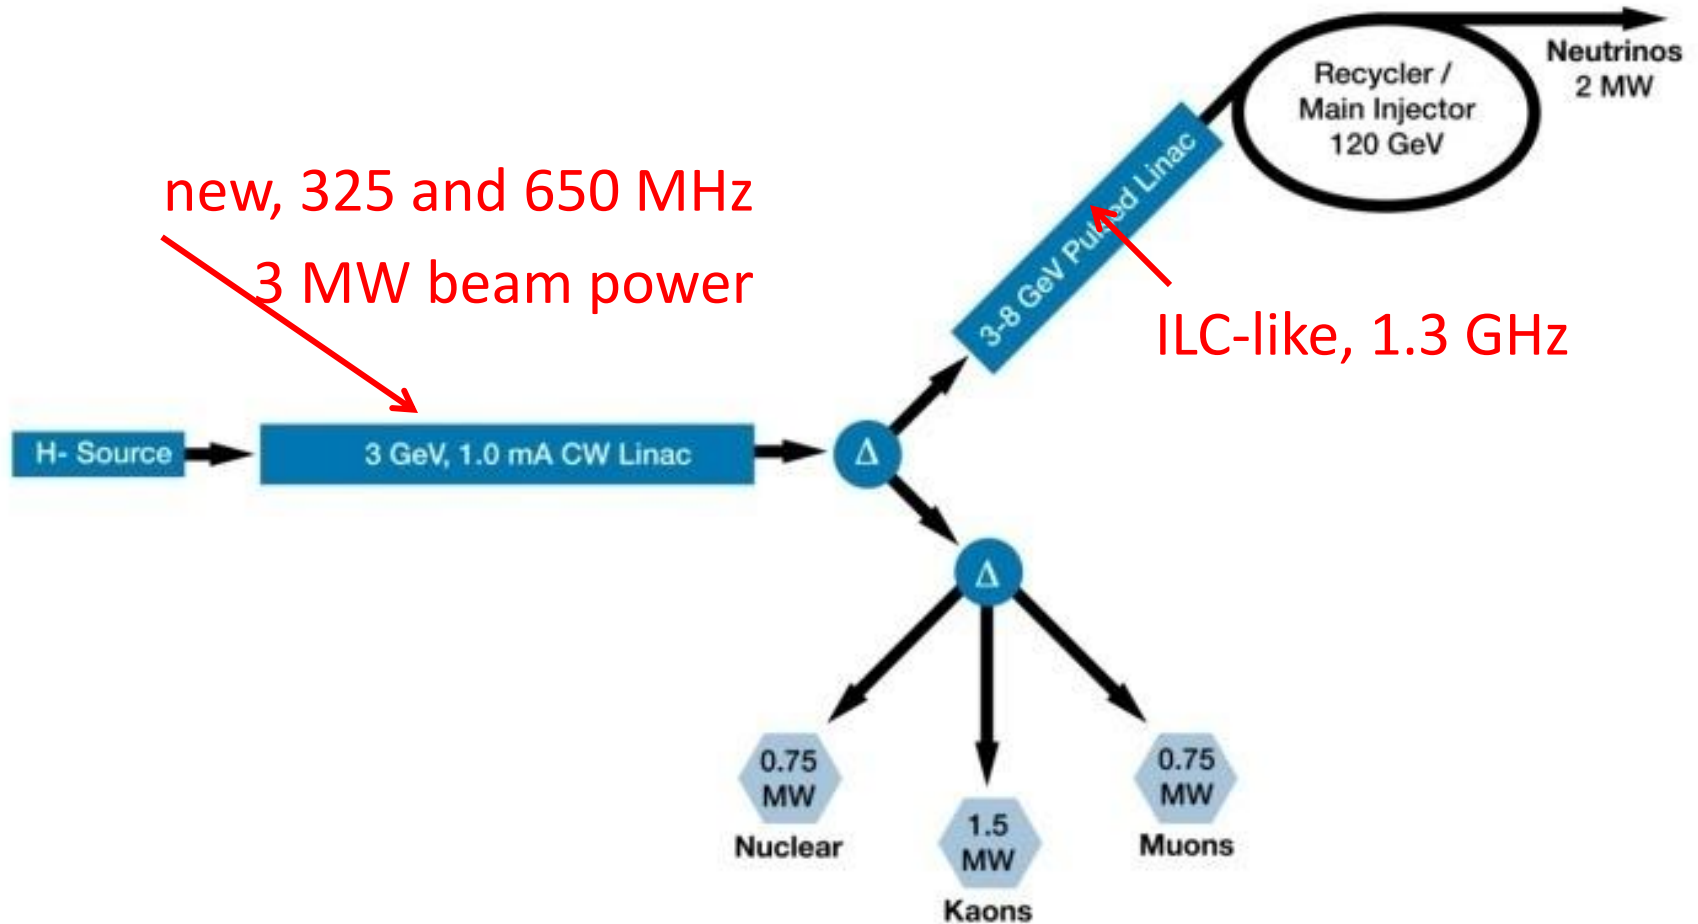 Neutrinos
2 MW
Recycler /
Main Injector
120 GeV
new, 325 and 650 MHz
3 MW beam power
3-8 GeV Pulsed Linac
ILC-like, 1.3 GHz
H- Source
3 GeV, 1.0 mA CW Linac
Δ
Δ
0.75
MW
Nuclear
1.5
MW
Kaons
0.75
MW
Muons